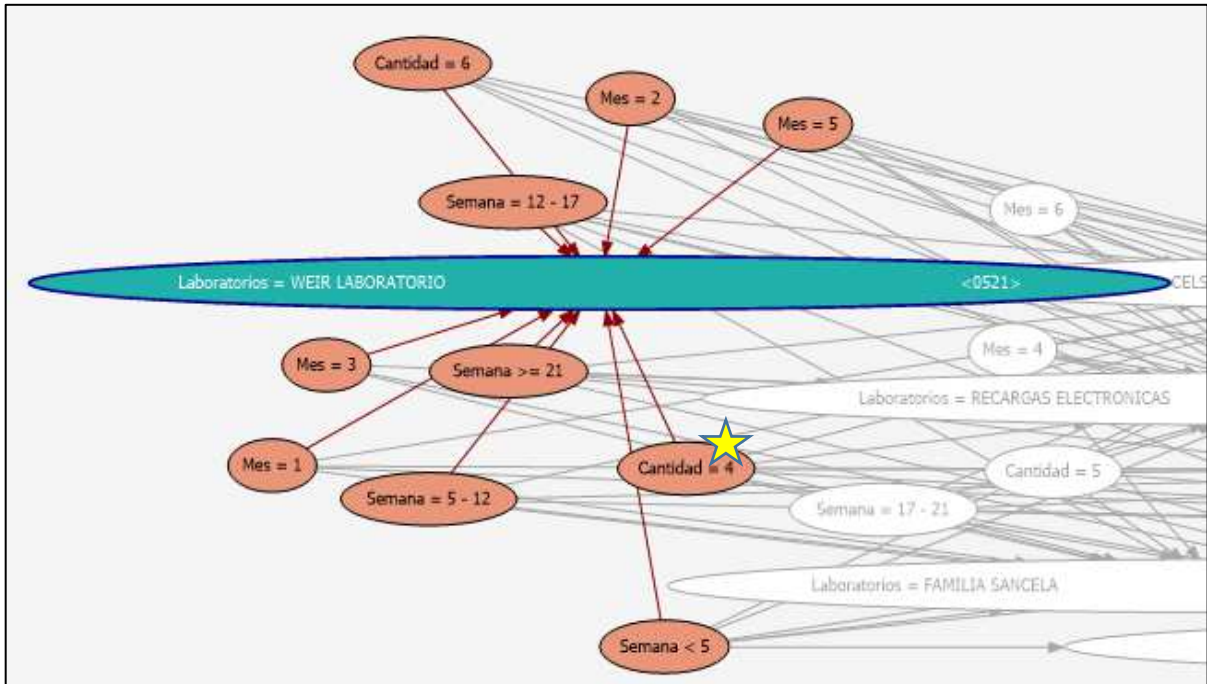 Cantidad = 6
Mes = 2
Mes = 5
Semana = 12 - 17
Mes = 6
Laboratorios = WEIR LABORATORIO <0521>
CELS
Mes = 4
Mes = 3
Semana >= 21
Laboratorios = RECARGAS ELECTRONICAS
Mes = 1
Cantidad = 4
Cantidad = 5
Semana = 5 - 12
Semana = 17 - 21
Laboratorios = FAMILIA SANCELA
Semana < 5